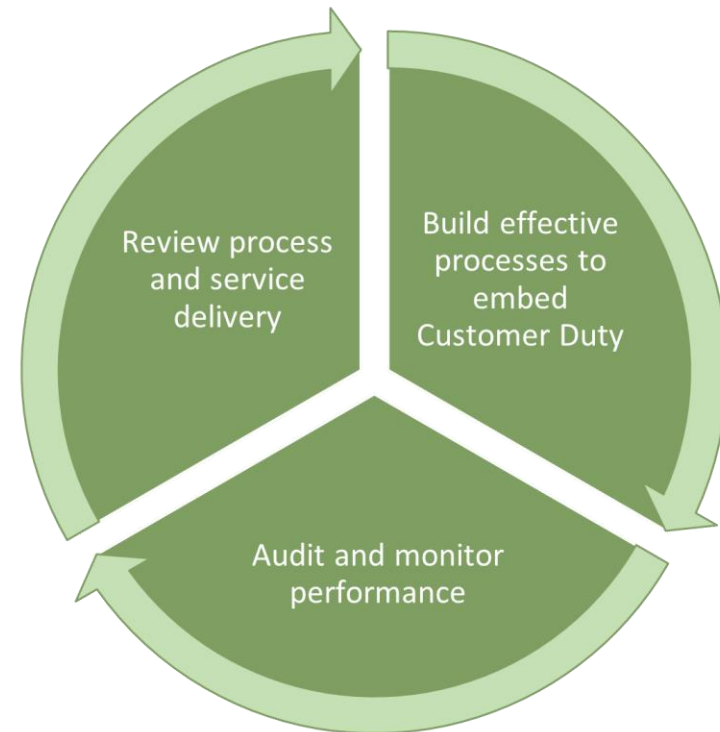 Review process
and service
delivery
Build effective
processes to
embed
Customer Duty
Audit and monitor
performance